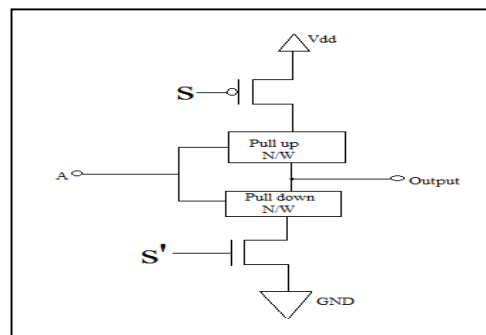 Vdd
S
Pull up
N/W
A
Output
Pull down
N/W
S'
GND